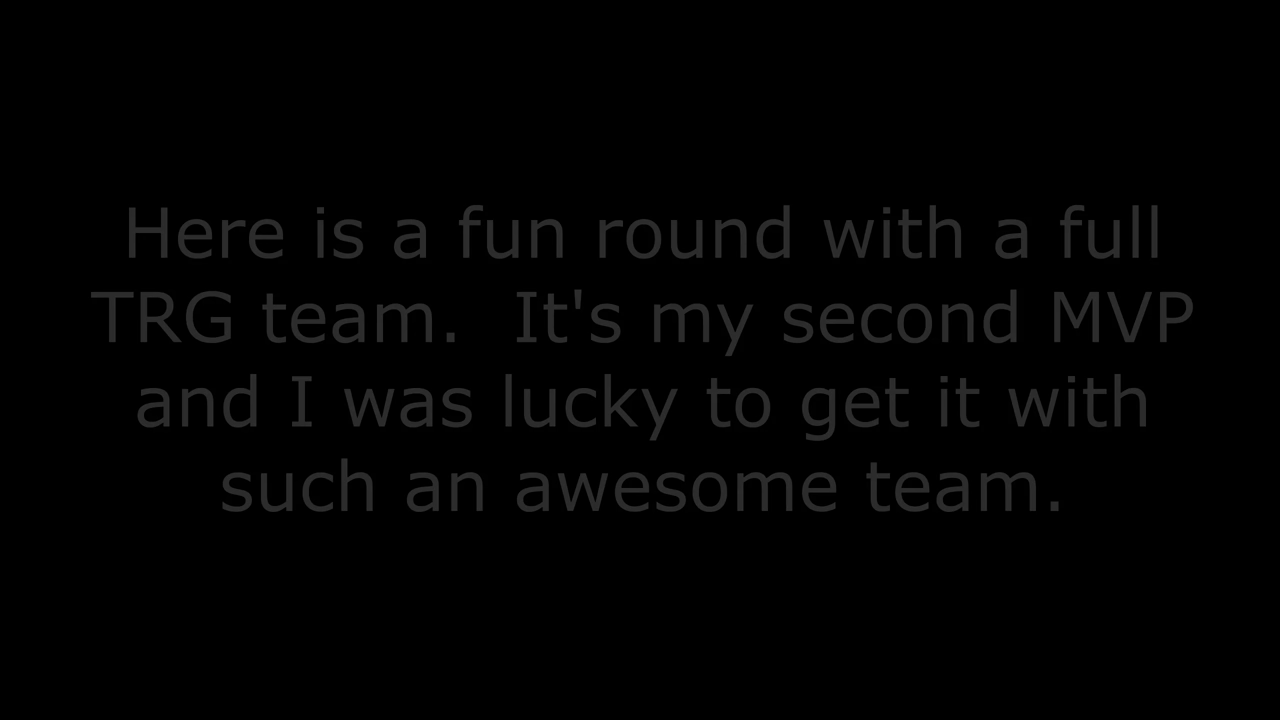 Here is a fun round with a full
TRG team.  It's my second MVP
and I was lucky to get it with
such an awesome team.